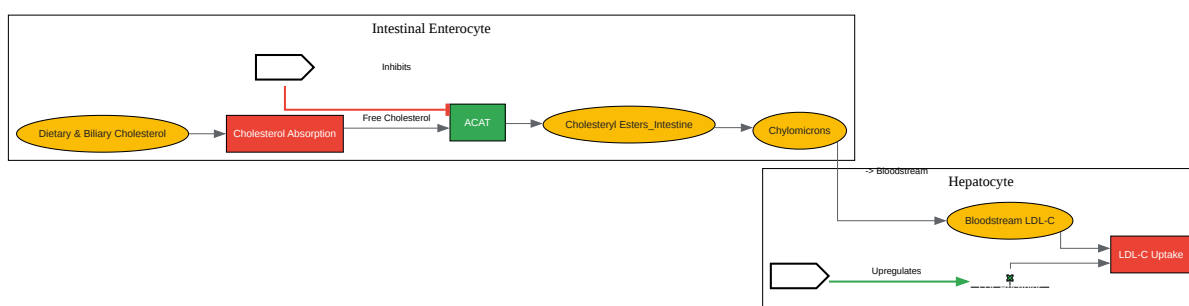 Intestinal Enterocyte
Inhibits
Dietary & Biliary Cholesterol
Cholesterol Absorption
Free Cholesterol
ACAT
Cholesteryl Esters_Intestine
Chylomicrons
-> Bloodstream
Hepatocyte
Bloodstream LDL-C
LDL-C Uptake
Upregulates